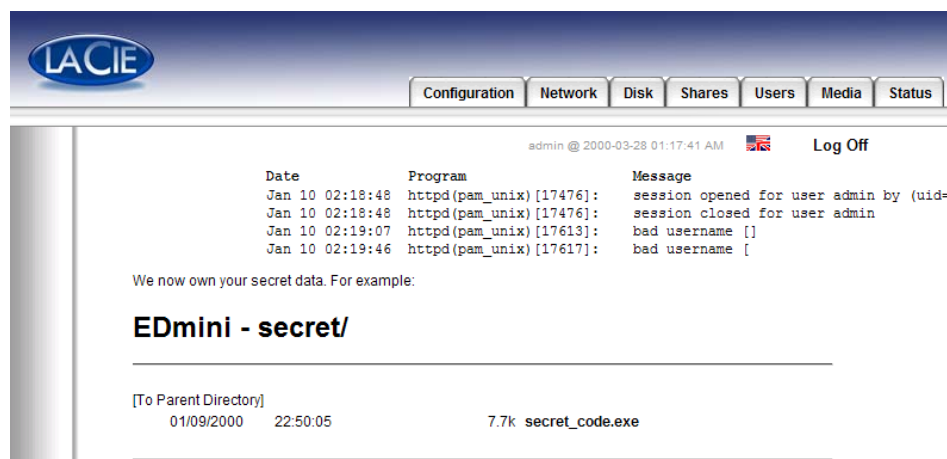 LACIE
Configuration Network Disk Shares Users Media Status
admin @ 2000-03-28 01:17:41 AM Log Off
Date Program Message
Jan 10 02:18:48 httpd(pam_unix)[17476]: session opened for user admin by (uid=
Jan 10 02:18:48 httpd(pam_unix)[17476]: session closed for user admin
Jan 10 02:19:07 httpd(pam_unix)[17613]: bad username []
Jan 10 02:19:46 httpd(pam_unix)[17617]: bad username [
We now own your secret data. For example:
EDmini - secret/
[To Parent Directory]
01/09/2000 22:50:05 7.7k secret_code.exe